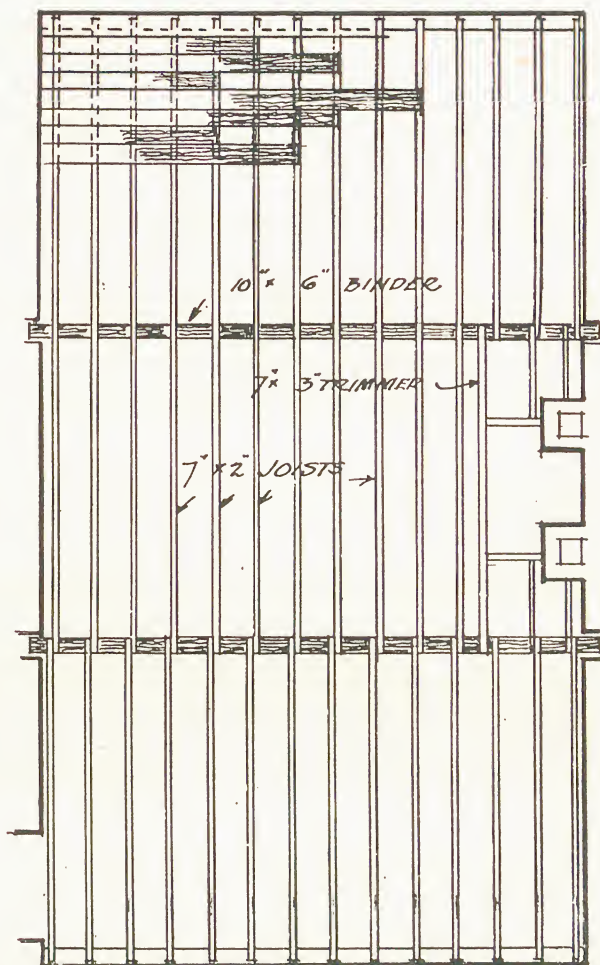 10" x 6" BINDER
7" x 3" TRIMMER
7" x 2" JOISTS